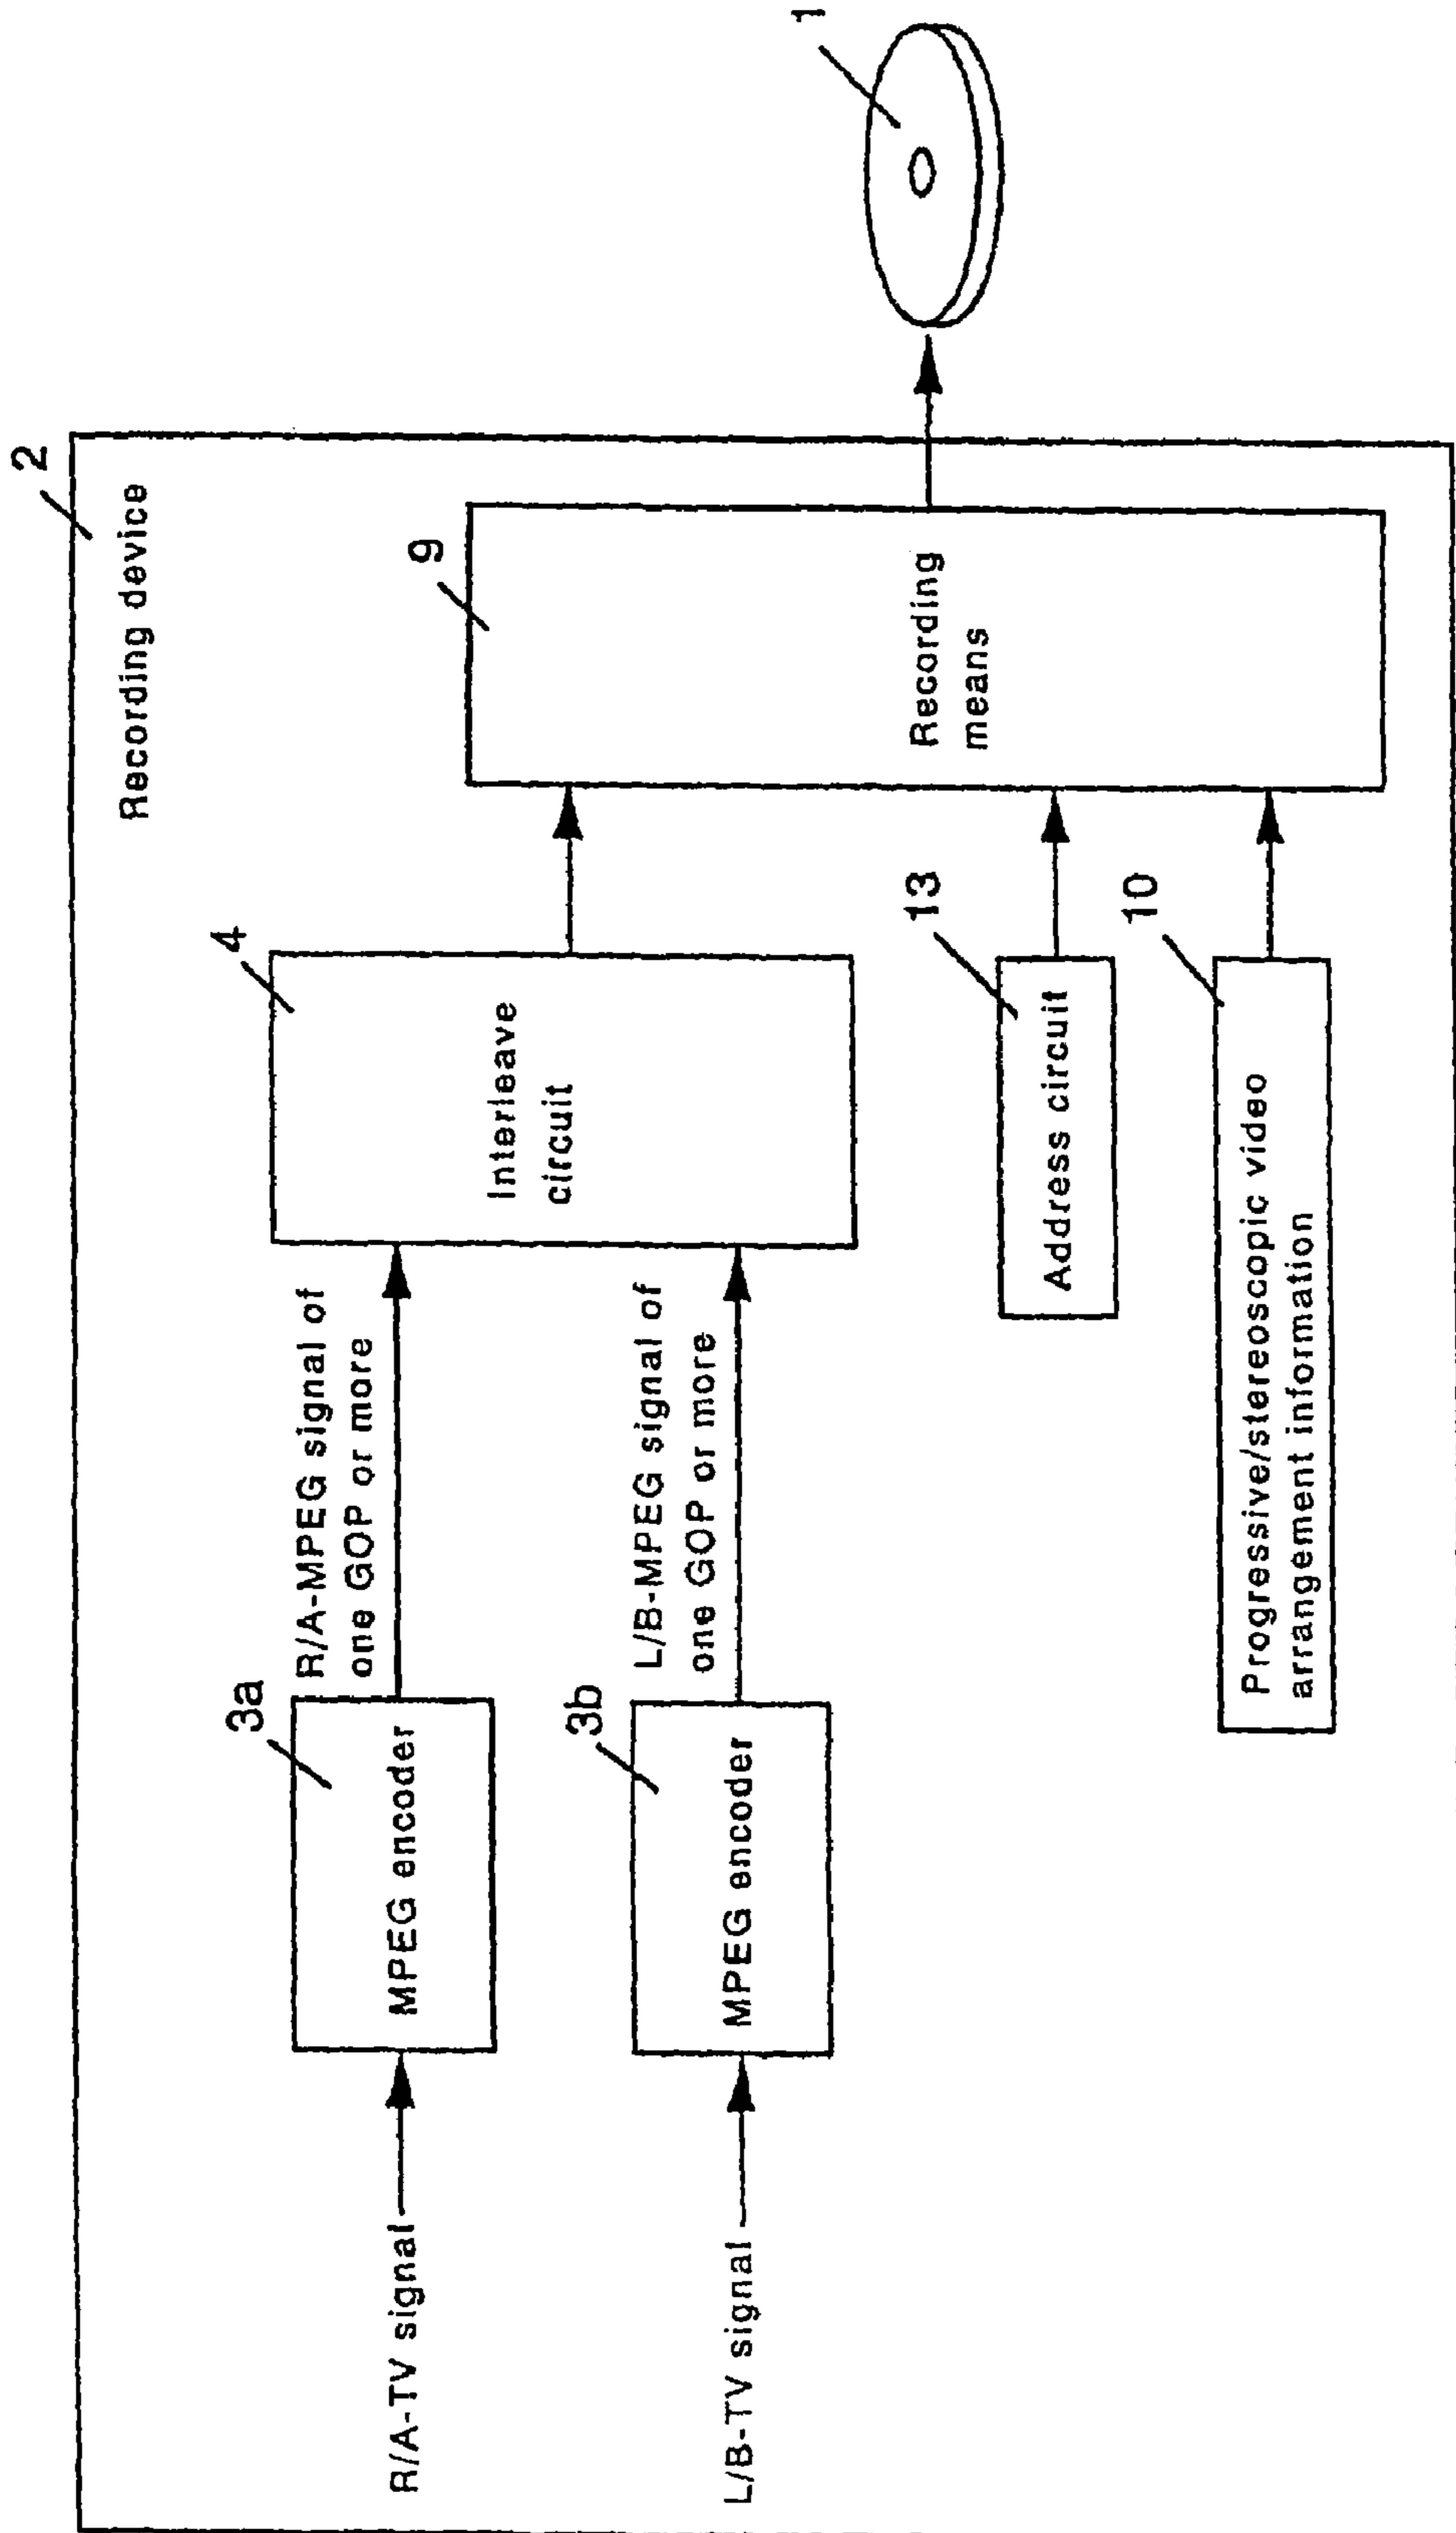 2
Recording device
1
9
Recording
means
4
Interleave
circuit
R/A-MPEG signal of
one GOP or more
L/B-MPEG signal of
one GOP or more
3a
MPEG encoder
3b
MPEG encoder
R/A-TV signal
L/B-TV signal
13
Address circuit
10
Progressive/stereoscopic video
arrangement information